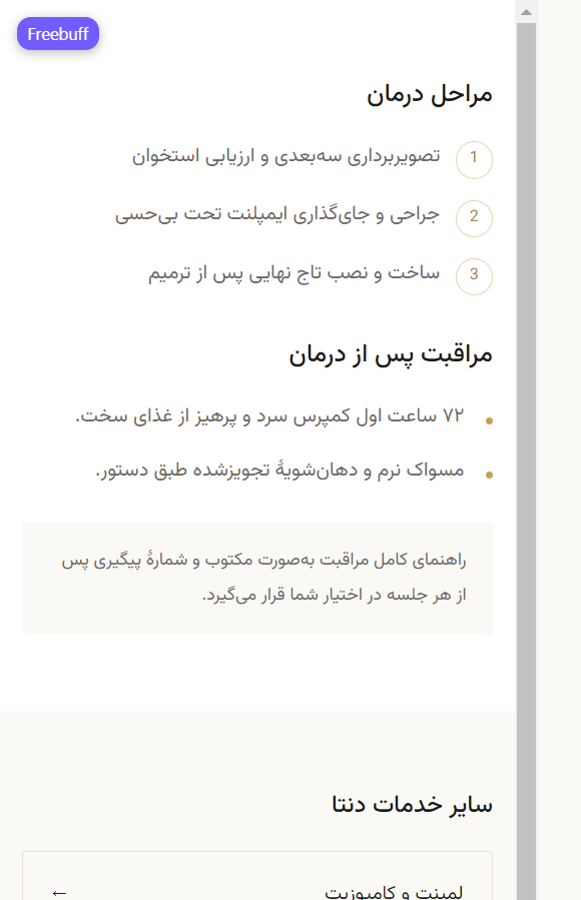 Freebuff
مراحل درمان
1 تصویربرداری سه‌بعدی و ارزیابی استخوان
2 جراحی و جای‌گذاری ایمپلنت تحت بی‌حسی
3 ساخت و نصب تاج نهایی پس از ترمیم
مراقبت پس از درمان
۷۲ ساعت اول کمپرس سرد و پرهیز از غذای سخت.
مسواک نرم و دهان‌شویهٔ تجویزشده طبق دستور.
راهنمای کامل مراقبت به‌صورت مکتوب و شمارهٔ پیگیری پس
از هر جلسه در اختیار شما قرار می‌گیرد.
سایر خدمات دنتا
لمینت و کامپوزیت ←